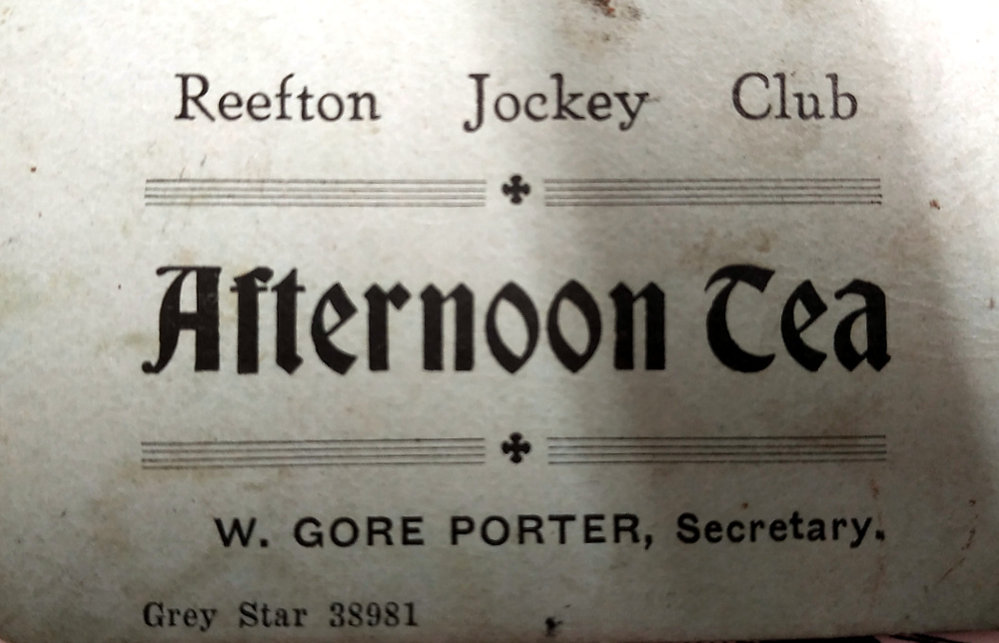 Reefton Jockey Club
Afternoon Tea
W. GORE PORTER, Secretary.
Grey Star 38981